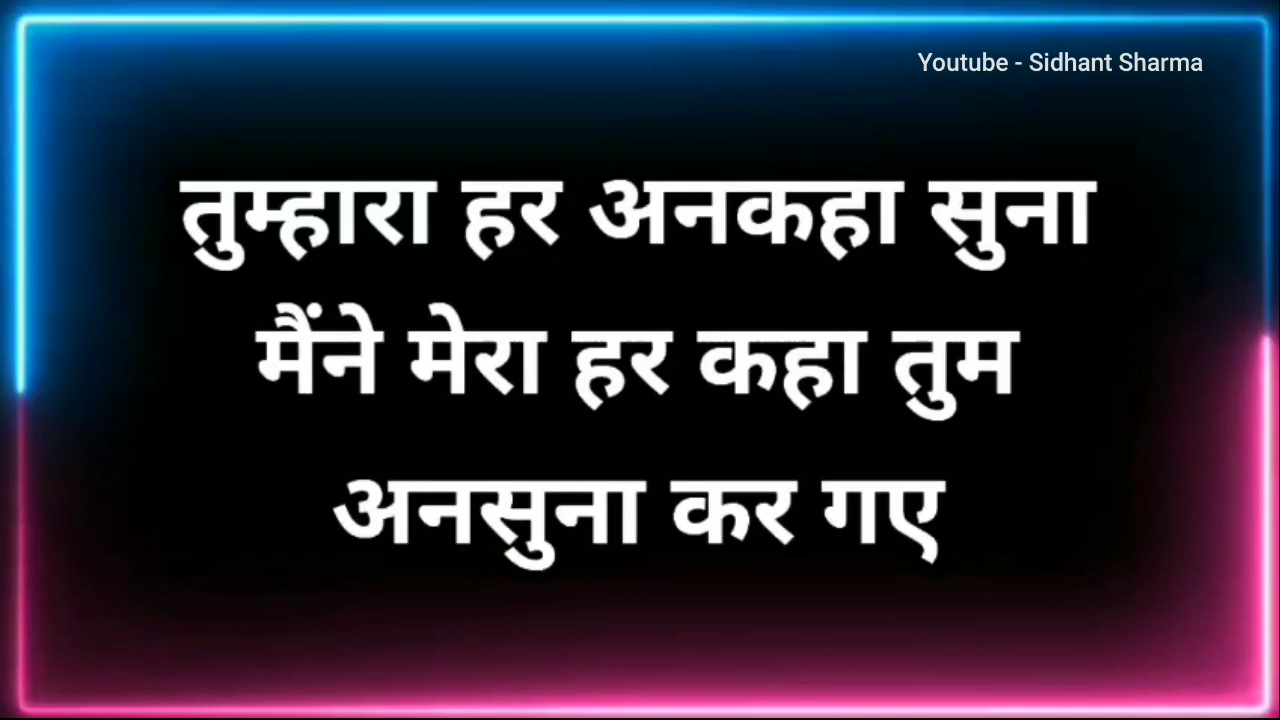 Youtube - Sidhant Sharma
तुम्हारा हर अनकहा सुना
मैंने मेरा हर कहा तुम
अनसुना कर गए